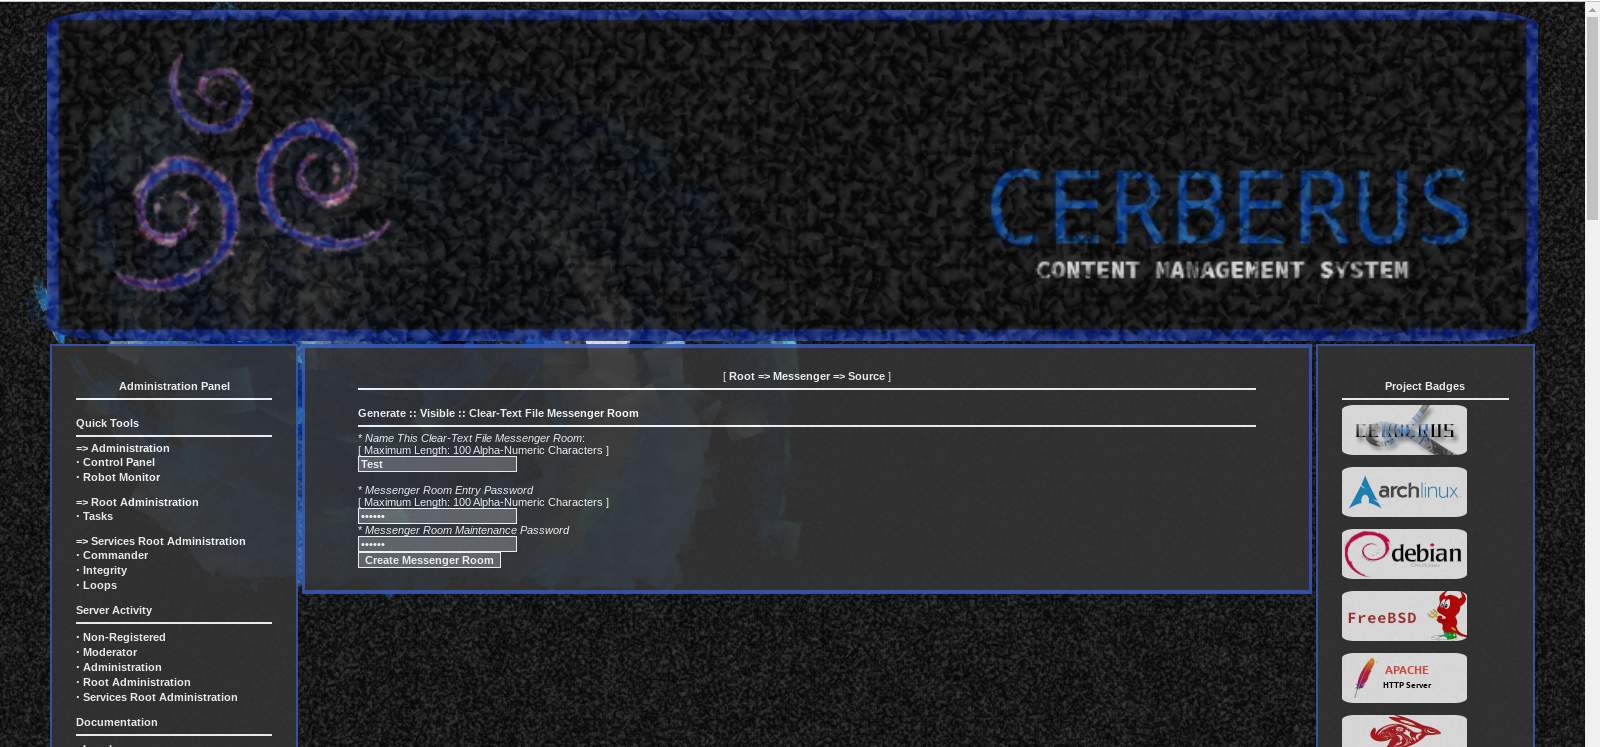 CERBERUS
CONTENT MANAGEMENT SYSTEM
Administration Panel
Quick Tools
=> Administration
· Control Panel
· Robot Monitor
=> Root Administration
· Tasks
=> Services Root Administration
· Commander
· Integrity
· Loops
Server Activity
· Non-Registered
· Moderator
· Administration
· Root Administration
· Services Root Administration
Documentation
[ Root => Messenger => Source ]
Generate :: Visible :: Clear-Text File Messenger Room
* Name This Clear-Text File Messenger Room:
[ Maximum Length: 100 Alpha-Numeric Characters ]
Test
* Messenger Room Entry Password
[ Maximum Length: 100 Alpha-Numeric Characters ]
••••••
* Messenger Room Maintenance Password
••••••
Create Messenger Room
Project Badges
CERBERUS
archlinux
debian
FreeBSD
APACHE
HTTP Server